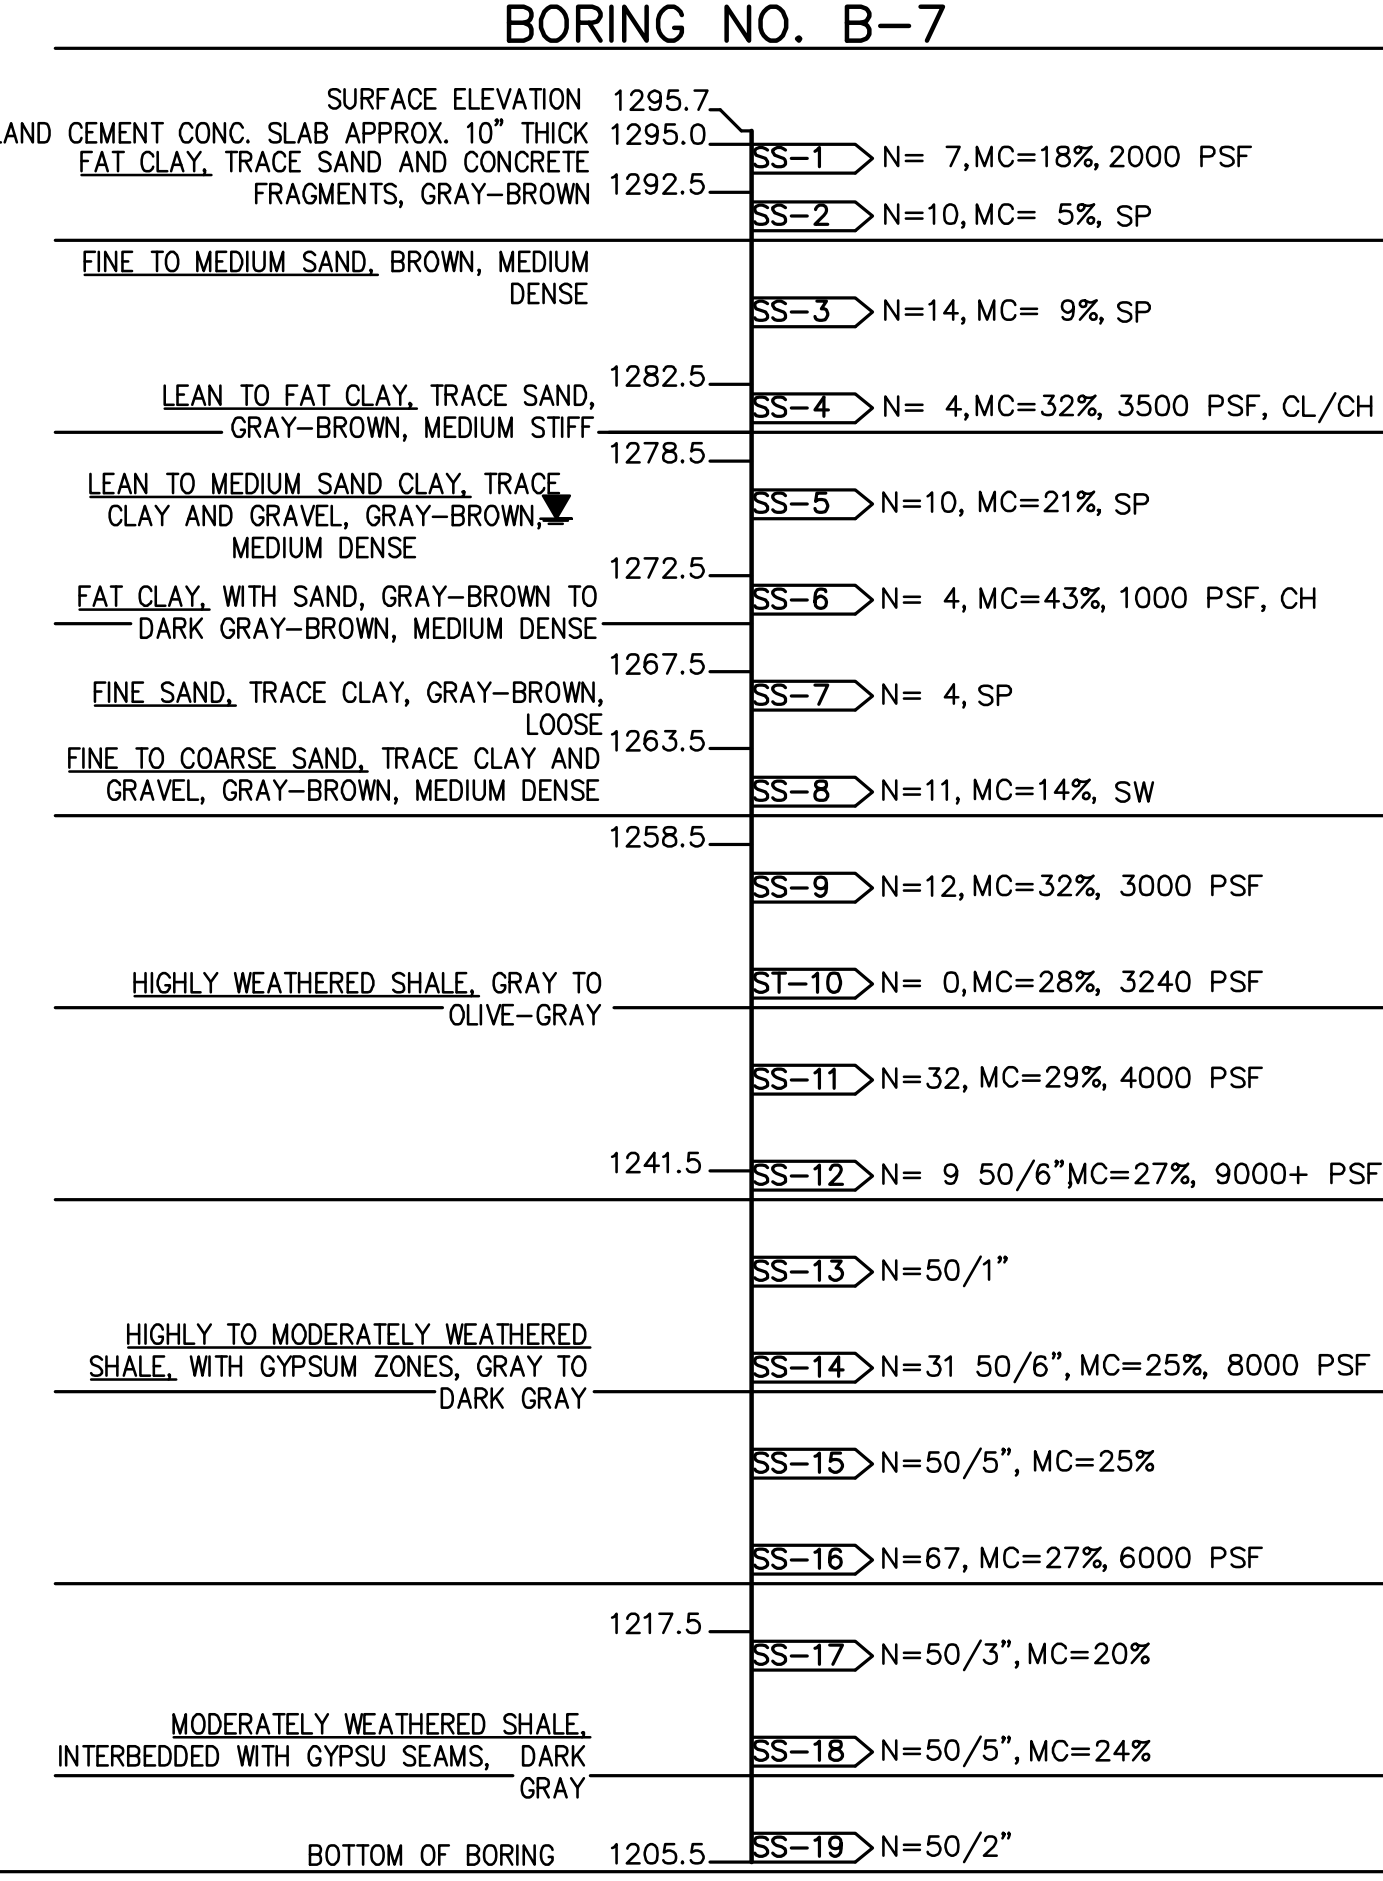 BORING NO. B-7
SURFACE ELEVATION 1295.7
CEMENT CONC. SLAB APPROX. 10" THICK 1295.0
FAT CLAY, TRACE SAND AND CONCRETE
FRAGMENTS, GRAY-BROWN
SS-1 N= 7, MC=18%, 2000 PSF
1292.5
SS-2 N=10, MC= 5%, SP
FINE TO MEDIUM SAND, BROWN, MEDIUM
DENSE
SS-3 N=14, MC= 9%, SP
1282.5
LEAN TO FAT CLAY, TRACE SAND,
GRAY-BROWN, MEDIUM STIFF
SS-4 N= 4, MC=32%, 3500 PSF, CL/CH
1278.5
LEAN TO MEDIUM SAND CLAY, TRACE
CLAY AND GRAVEL, GRAY-BROWN,
MEDIUM DENSE
SS-5 N=10, MC=21%, SP
1272.5
FAT CLAY, WITH SAND, GRAY-BROWN TO
DARK GRAY-BROWN, MEDIUM DENSE
SS-6 N= 4, MC=43%, 1000 PSF, CH
1267.5
FINE SAND, TRACE CLAY, GRAY-BROWN,
LOOSE
SS-7 N= 4, SP
1263.5
FINE TO COARSE SAND, TRACE CLAY AND
GRAVEL, GRAY-BROWN, MEDIUM DENSE
SS-8 N=11, MC=14%, SW
1258.5
SS-9 N=12, MC=32%, 3000 PSF
HIGHLY WEATHERED SHALE, GRAY TO
OLIVE-GRAY
ST-10 N= 0, MC=28%, 3240 PSF
SS-11 N=32, MC=29%, 4000 PSF
1241.5
SS-12 N= 9 50/6", MC=27%, 9000+ PSF
SS-13 N=50/1"
HIGHLY TO MODERATELY WEATHERED
SHALE, WITH GYPSUM ZONES, GRAY TO
DARK GRAY
SS-14 N=31 50/6", MC=25%, 8000 PSF
SS-15 N=50/5", MC=25%
SS-16 N=67, MC=27%, 6000 PSF
1217.5
SS-17 N=50/3", MC=20%
MODERATELY WEATHERED SHALE,
INTERBEDDED WITH GYPSU SEAMS, DARK
GRAY
SS-18 N=50/5", MC=24%
BOTTOM OF BORING 1205.5
SS-19 N=50/2"